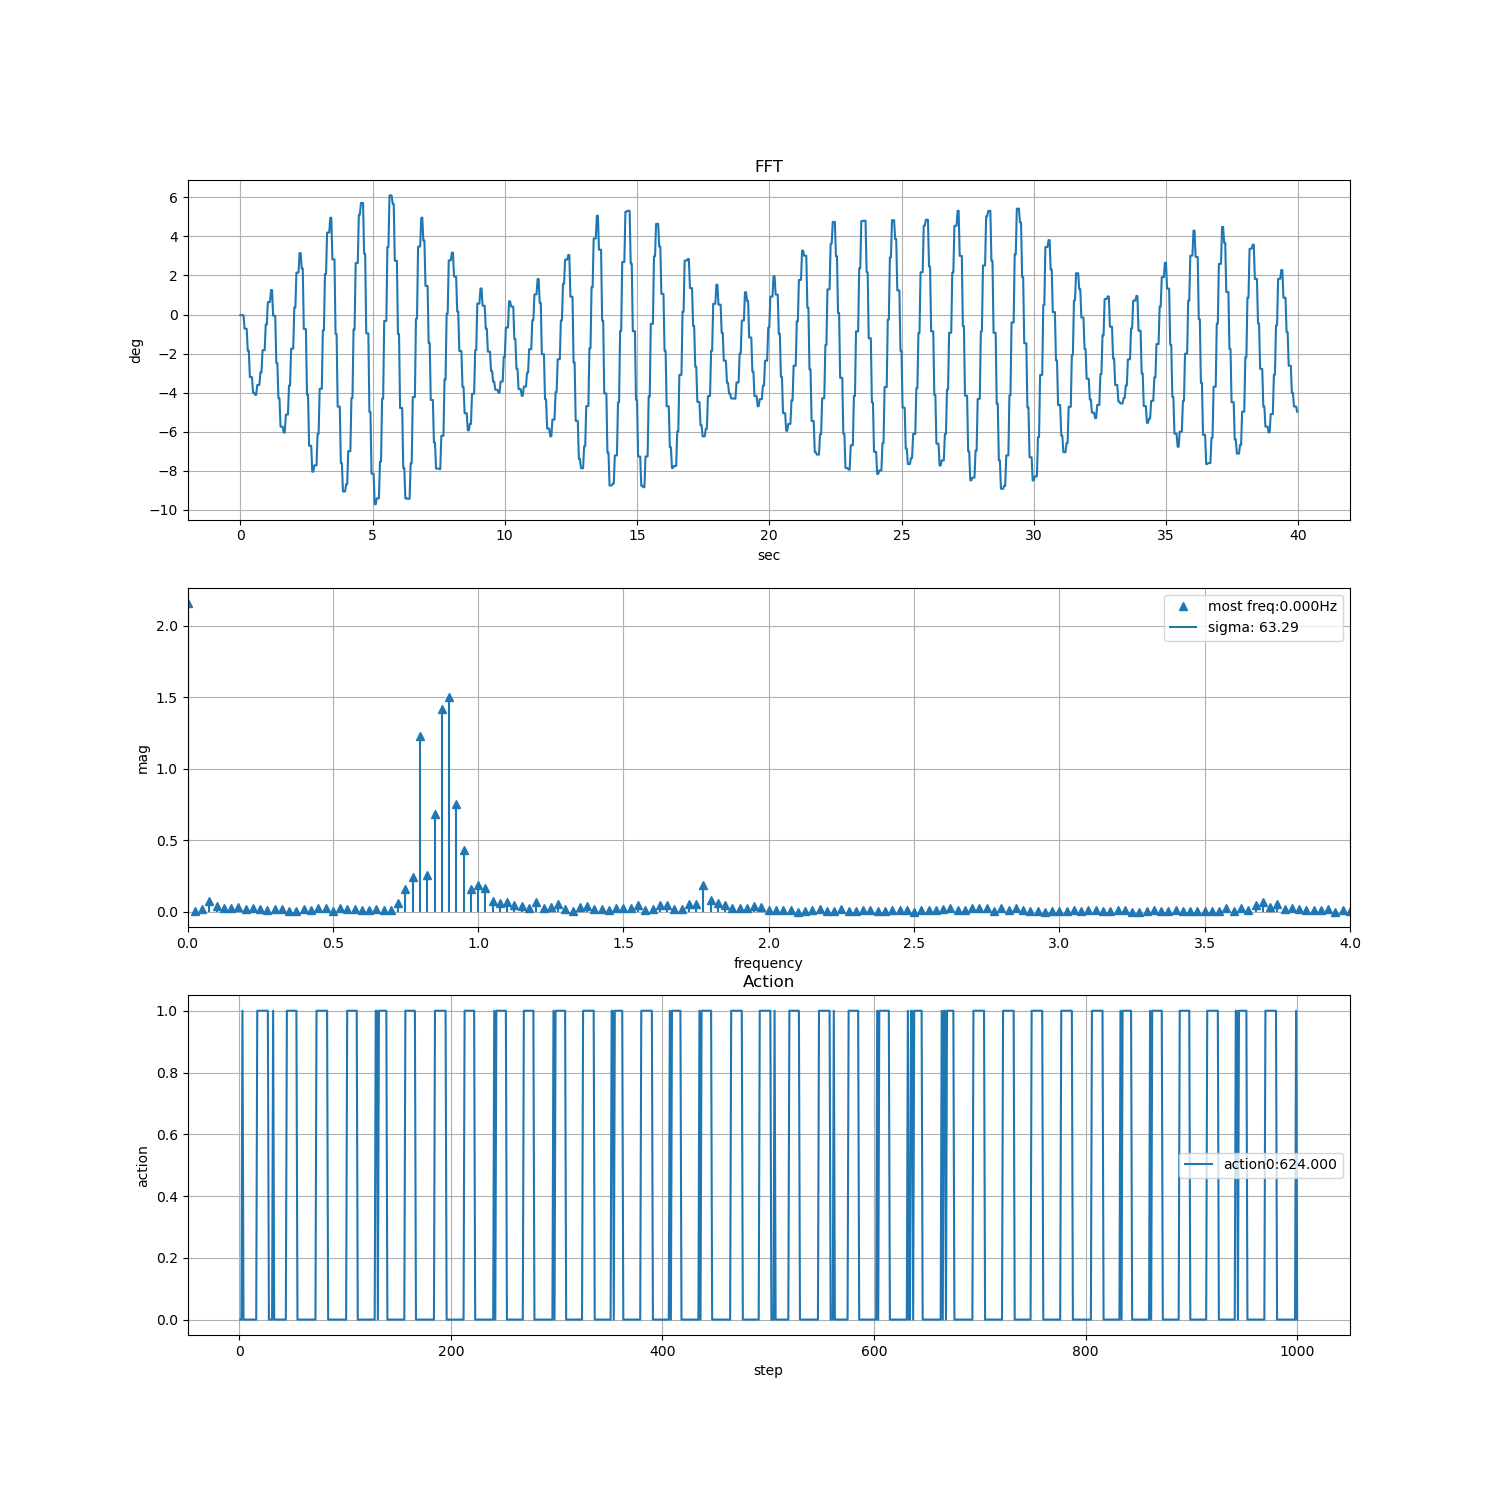 FFT
6
4
2
0
−2
−4
−6
−8
−10
deg
0 5 10 15 20 25 30 35 40
sec
most freq:0.000Hz
sigma: 63.29
2.0
1.5
1.0
0.5
0.0
mag
0.0 0.5 1.0 1.5 2.0 2.5 3.0 3.5 4.0
frequency
Action
1.0
0.8
0.6
0.4
0.2
0.0
action
action0:624.000
0 200 400 600 800 1000
step